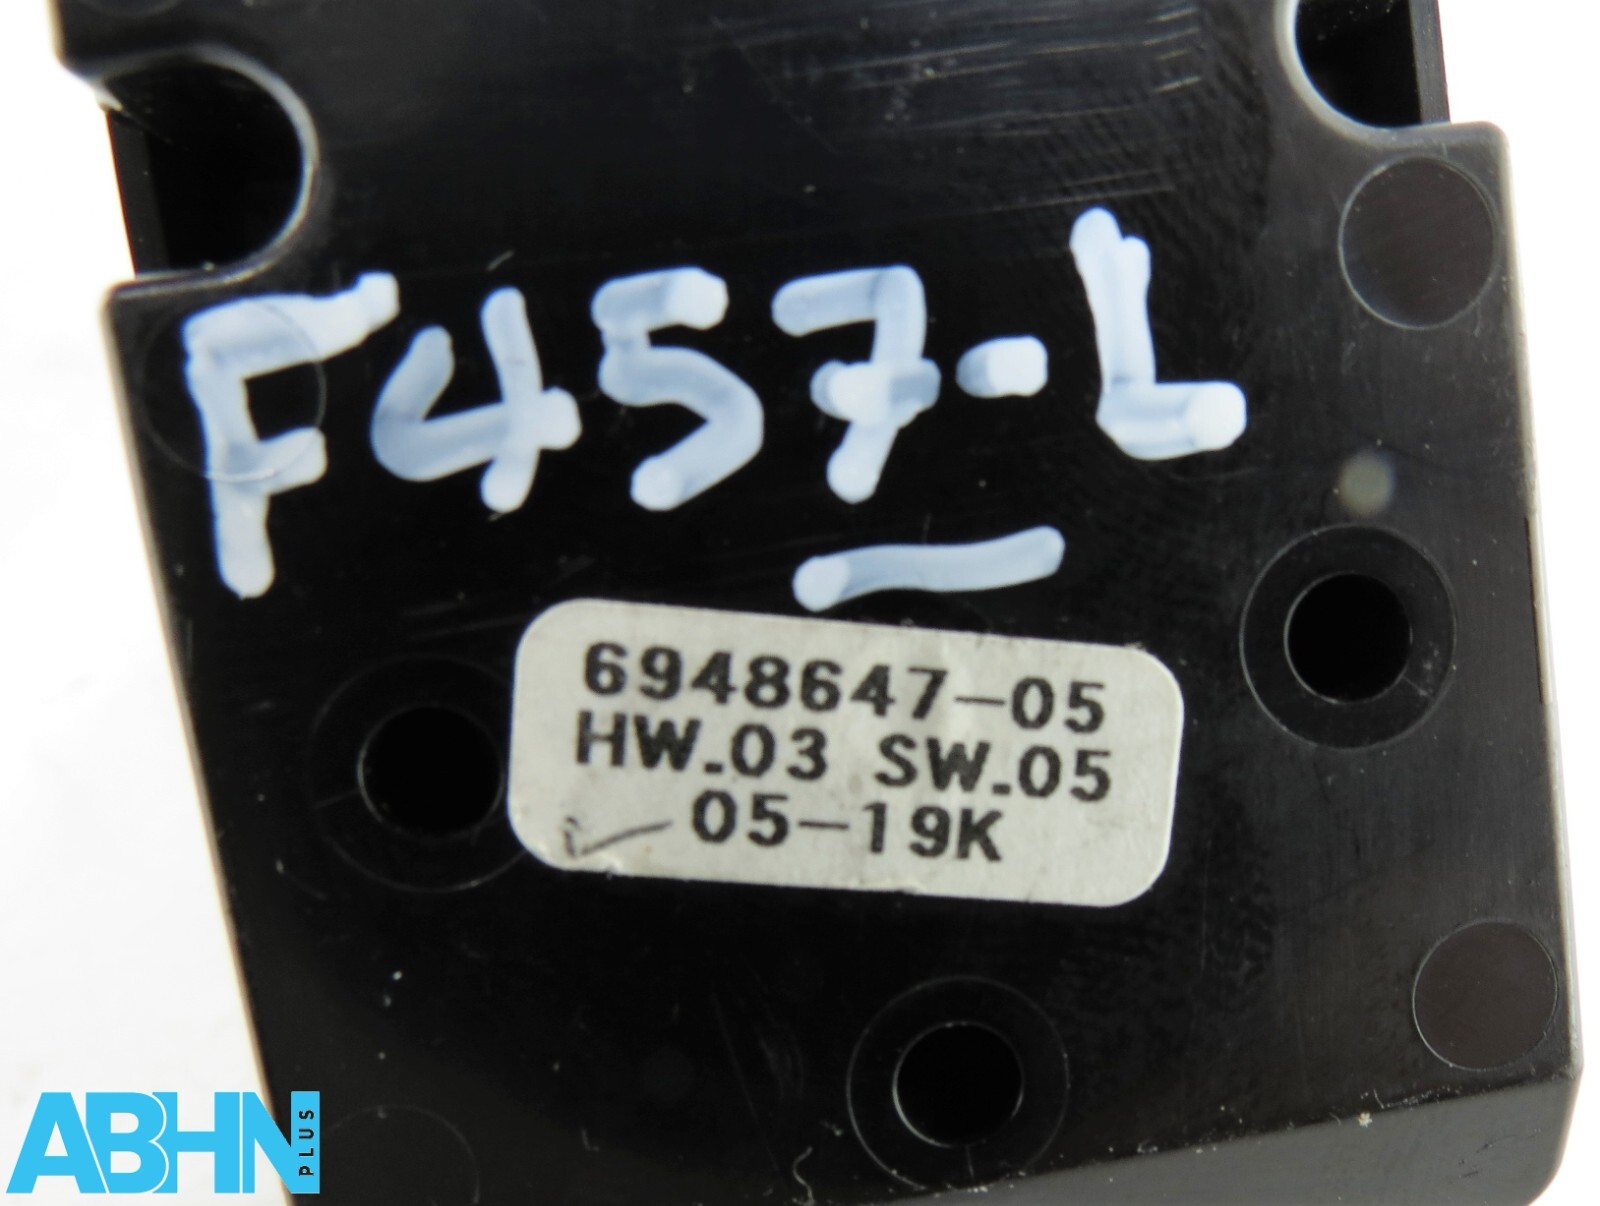 F457-L
6948647-05
HW.03 SW.05
05-19K
ABHN PLUS